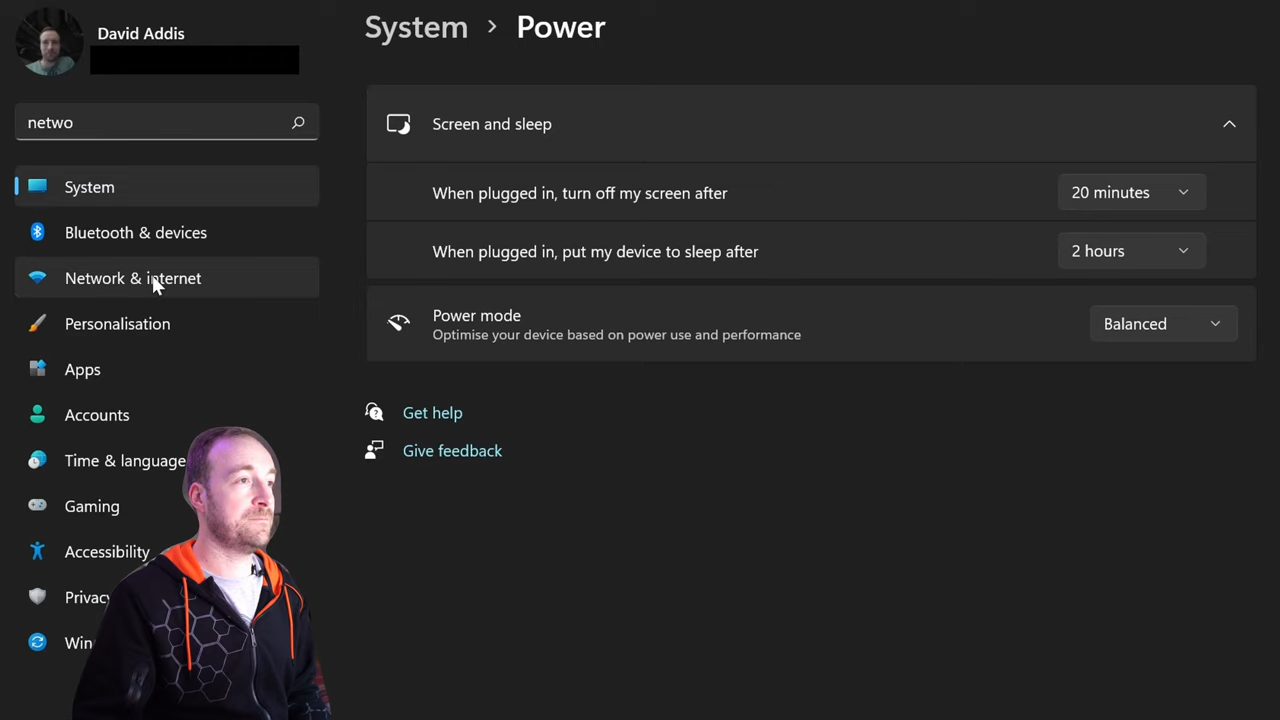 David Addis
netwo
System
Bluetooth & devices
Network & internet
Personalisation
Apps
Accounts
Time & language
Gaming
Accessibility
Privacy
Win
System > Power
Screen and sleep
When plugged in, turn off my screen after
20 minutes
When plugged in, put my device to sleep after
2 hours
Power mode
Optimise your device based on power use and performance
Balanced
Get help
Give feedback